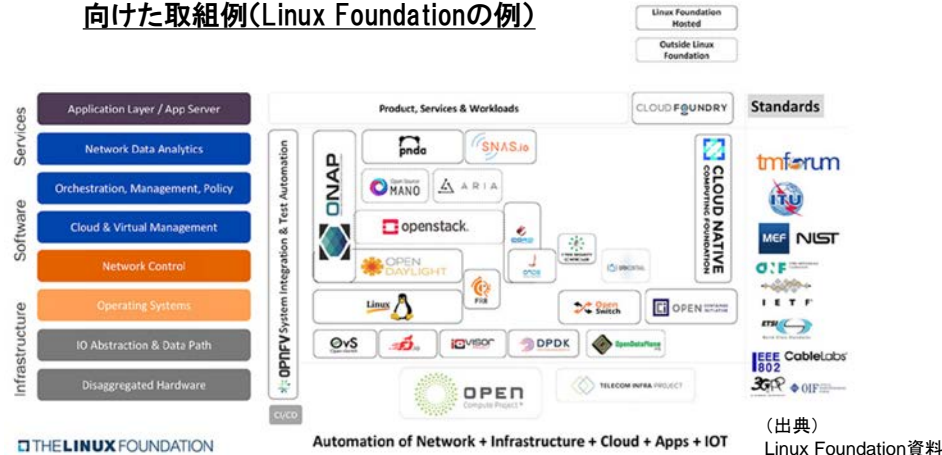 向けた取組例(Linux Foundationの例)
Linux Foundation
Hosted
Outside Linux
Foundation
Services
Software
Infrastructure
Application Layer / App Server
Network Data Analytics
Orchestration, Management, Policy
Cloud & Virtual Management
Network Control
Operating Systems
IO Abstraction & Data Path
Disaggregated Hardware
THE LINUX FOUNDATION
OPNFV System Integration & Test Automation
CI/CD
Product, Services & Workloads
CLOUD FOUNDRY
ONAP
pnda
SNAS.io
Open Source
MANO
ARIA
openstack.
OPEN
DAYLIGHT
CLOUD NATIVE
COMPUTING FOUNDATION
Linux
Open
Switch
OPEN CONTAINER
INITIATIVE
OvS
IOVISOR
DPDK
OpenDataPlane
OPEN
Compute Project
TELECOM INFRA PROJECT
Automation of Network + Infrastructure + Cloud + Apps + IOT
Standards
tmforum
ITU
MEF
NIST
IETF
ETSI
IEEE
802
CableLabs
3GPP
OIF
(出典)
Linux Foundation資料